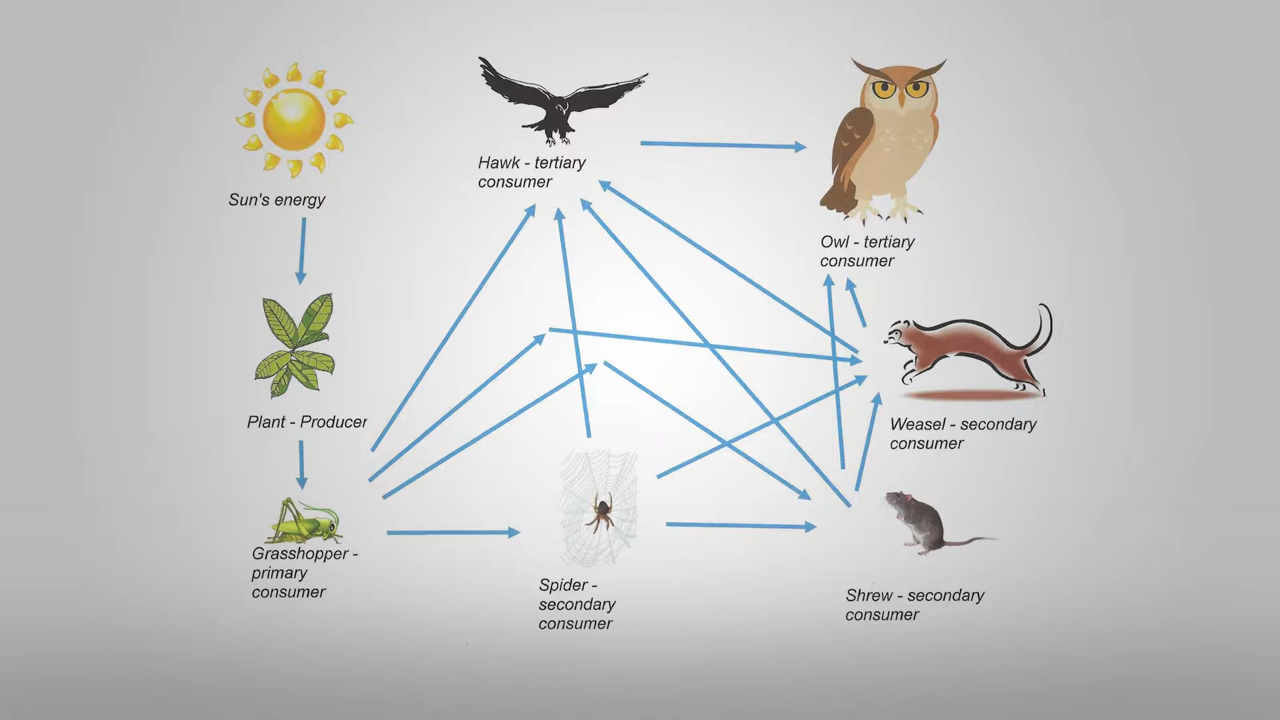 Sun's energy
Hawk - tertiary
consumer
Owl - tertiary
consumer
Plant - Producer
Weasel - secondary
consumer
Grasshopper -
primary
consumer
Spider -
secondary
consumer
Shrew - secondary
consumer